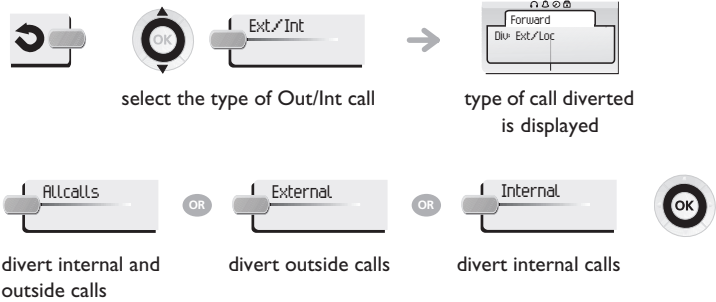 OK
Ext/Int
Forward
Div: Ext/Loc
select the type of Out/Int call
type of call diverted
is displayed
Allcalls
OR
External
OR
Internal
OK
divert internal and
outside calls
divert outside calls
divert internal calls